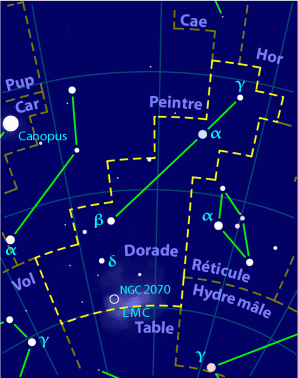 Cae
Hor
Pup
γ
Car
Peintre
Canopus
α
α
β
α
Dorade
δ
Réticule
Vol
NGC 2070
Hydre mâle
LMC
Table
γ
γ